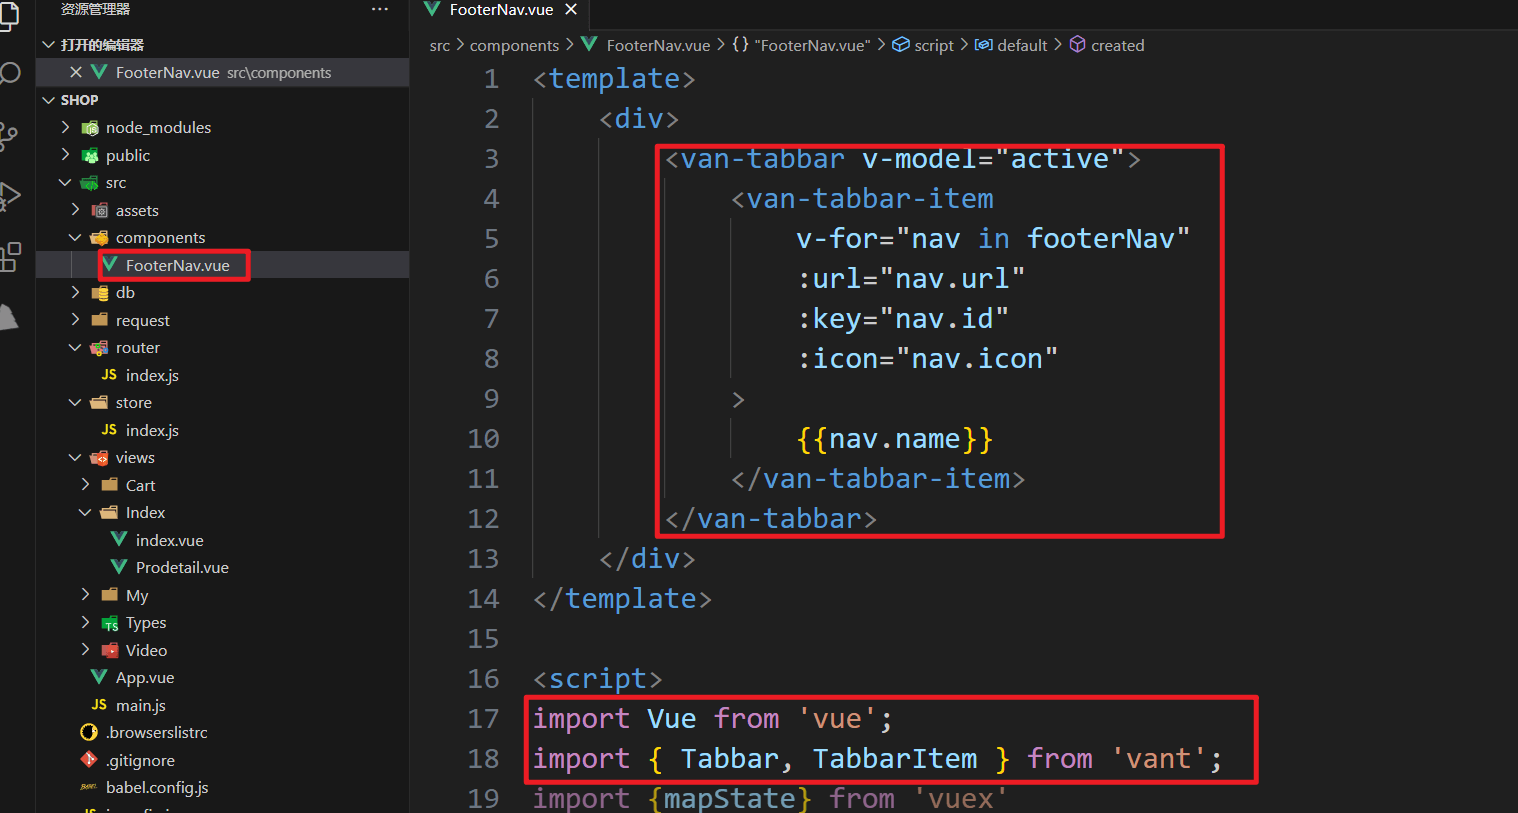 资源管理器 ···
打开的编辑器
FooterNav.vue src\components
SHOP
node_modules
public
src
assets
components
FooterNav.vue
db
request
router
JS index.js
store
JS index.js
views
Cart
Index
index.vue
Prodetail.vue
My
Types
Video
App.vue
JS main.js
.browserslistrc
.gitignore
babel.config.js
FooterNav.vue
src > components > FooterNav.vue > {} "FooterNav.vue" > script > default > created
1 <template>
2 <div>
3 <van-tabbar v-model="active">
4 <van-tabbar-item
5 v-for="nav in footerNav"
6 :url="nav.url"
7 :key="nav.id"
8 :icon="nav.icon"
9 >
10 {{nav.name}}
11 </van-tabbar-item>
12 </van-tabbar>
13 </div>
14 </template>
15
16 <script>
17 import Vue from 'vue';
18 import { Tabbar, TabbarItem } from 'vant';
19 import {mapState} from 'vuex'